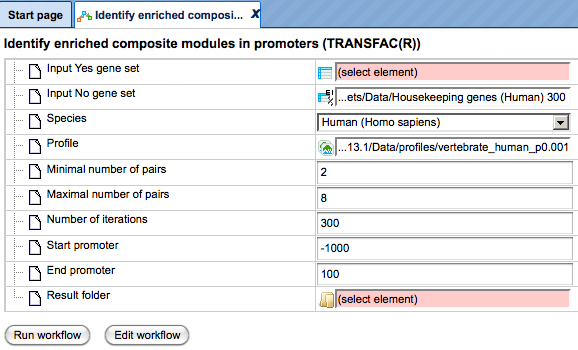 Start page
Identify enriched composi... X
Identify enriched composite modules in promoters (TRANSFAC(R))
Input Yes gene set (select element)
Input No gene set ...ets/Data/Housekeeping genes (Human) 300
Species Human (Homo sapiens)
Profile ...13.1/Data/profiles/vertebrate_human_p0.001
Minimal number of pairs 2
Maximal number of pairs 8
Number of iterations 300
Start promoter -1000
End promoter 100
Result folder (select element)
Run workflow Edit workflow